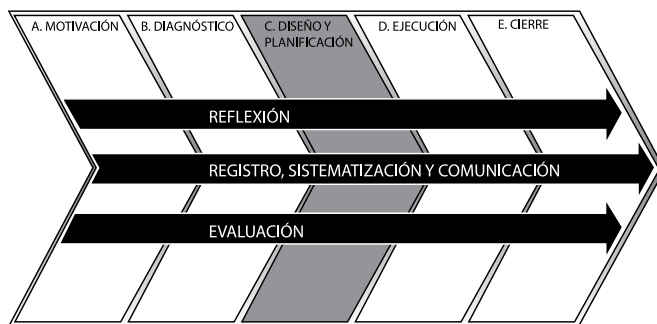 A. MOTIVACIÓN
B. DIAGNÓSTICO
C. DISEÑO Y
PLANIFICACIÓN
D. EJECUCIÓN
E. CIERRE
REFLEXIÓN
REGISTRO, SISTEMATIZACIÓN Y COMUNICACIÓN
EVALUACIÓN